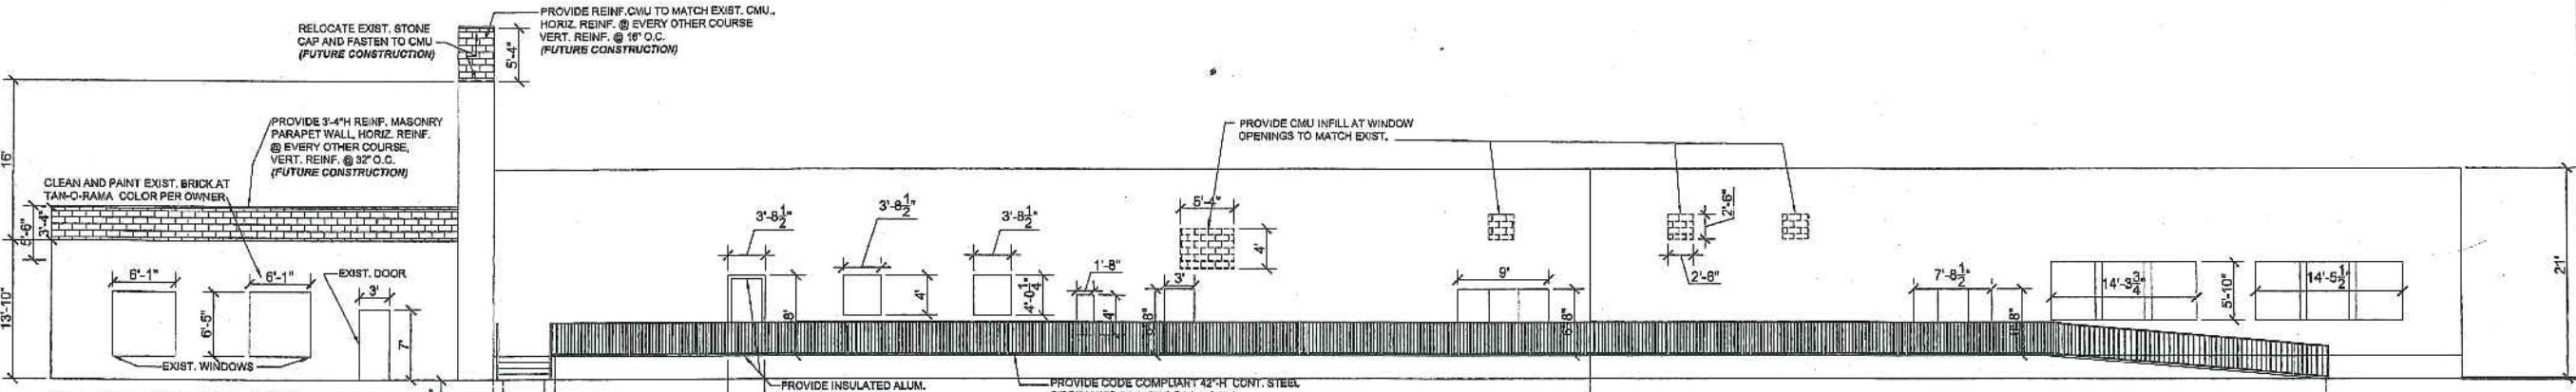 PROVIDE REINF. CMU TO MATCH EXIST. CMU.,
HORIZ. REINF. @ EVERY OTHER COURSE
VERT. REINF. @ 16" O.C.
(FUTURE CONSTRUCTION)
RELOCATE EXIST. STONE
CAP AND FASTEN TO CMU
(FUTURE CONSTRUCTION)
5'-4"
PROVIDE 3'-4"H REINF. MASONRY
PARAPET WALL, HORIZ. REINF.
@ EVERY OTHER COURSE,
VERT. REINF. @ 32" O.C.
(FUTURE CONSTRUCTION)
CLEAN AND PAINT EXIST. BRICK AT
TAN-O-RAMA COLOR PER OWNER
PROVIDE CMU INFILL AT WINDOW
OPENINGS TO MATCH EXIST.
16'
5'-6"
3'-4"
13'-10"
6'-1"
6'-1"
6'-5"
EXIST. DOOR
3'
7'
EXIST. WINDOWS
3'-8 1/2"
3'-8 1/2"
3'-8 1/2"
8'
4'
4'-0 1/4"
1'-8"
4'
3'
5'-4"
4'
9'
2'-6"
2'-6"
7'-8 1/2"
14'-3 3/4"
5'-10"
14'-5 1/2"
21'
PROVIDE INSULATED ALUM.
PROVIDE CODE COMPLIANT 42"-H CONT. STEEL